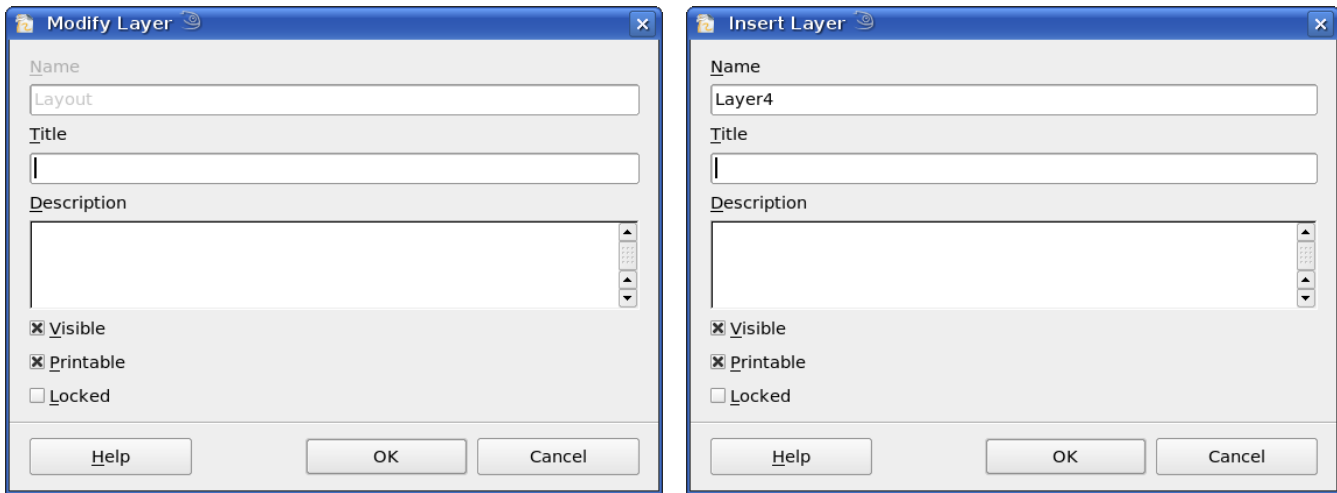 Modify Layer
Name
Layout
Title
Description
Visible
Printable
Locked
Help OK Cancel
Insert Layer
Name
Layer4
Title
Description
Visible
Printable
Locked
Help OK Cancel